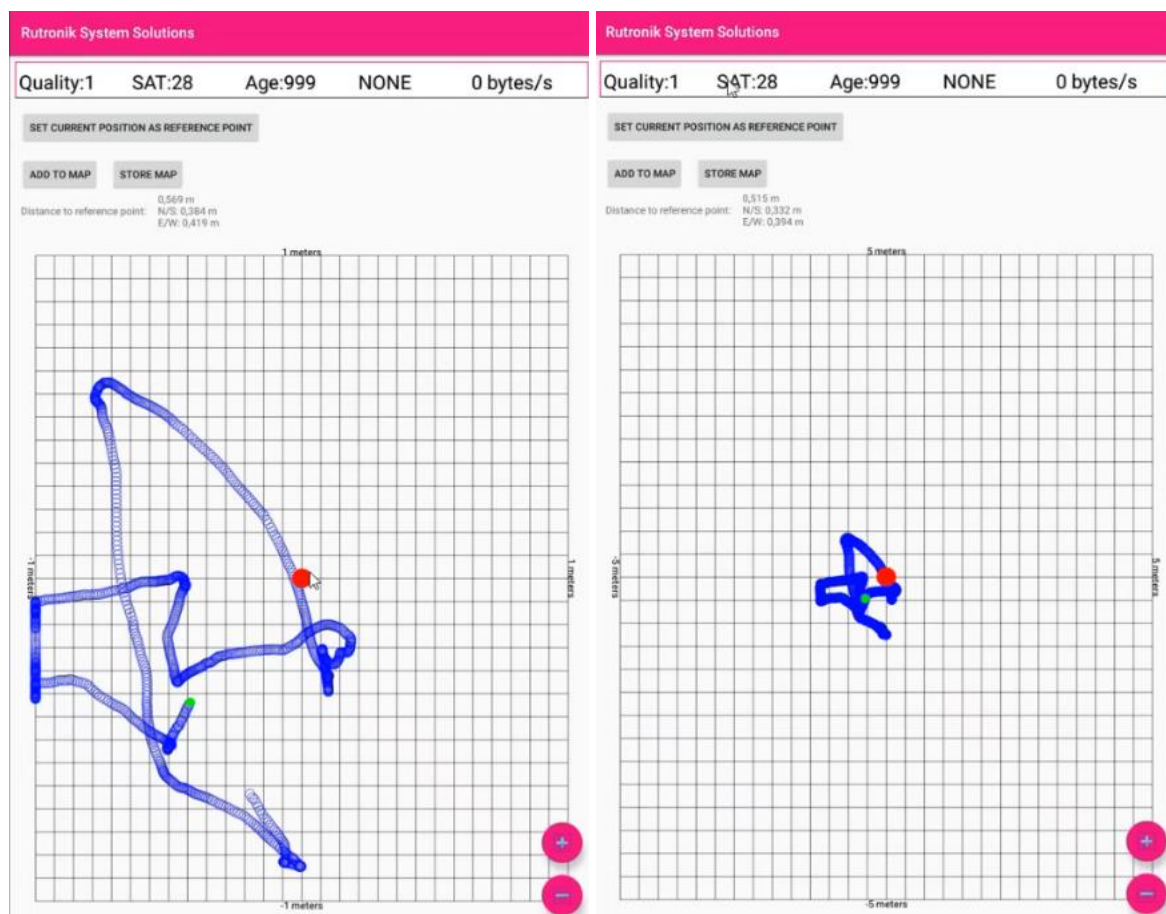 Rutronik System Solutions
Quality:1 SAT:28 Age:999 NONE 0 bytes/s
SET CURRENT POSITION AS REFERENCE POINT
ADD TO MAP STORE MAP
Distance to reference point:
0,569 m
N/S: 0,384 m
E/W: 0,419 m
1 meters
-1 meters
1 meters
-1 meters
+
−
Rutronik System Solutions
Quality:1 SAT:28 Age:999 NONE 0 bytes/s
SET CURRENT POSITION AS REFERENCE POINT
ADD TO MAP STORE MAP
Distance to reference point:
0,515 m
N/S: 0,332 m
E/W: 0,394 m
5 meters
-5 meters
5 meters
-5 meters
+
−